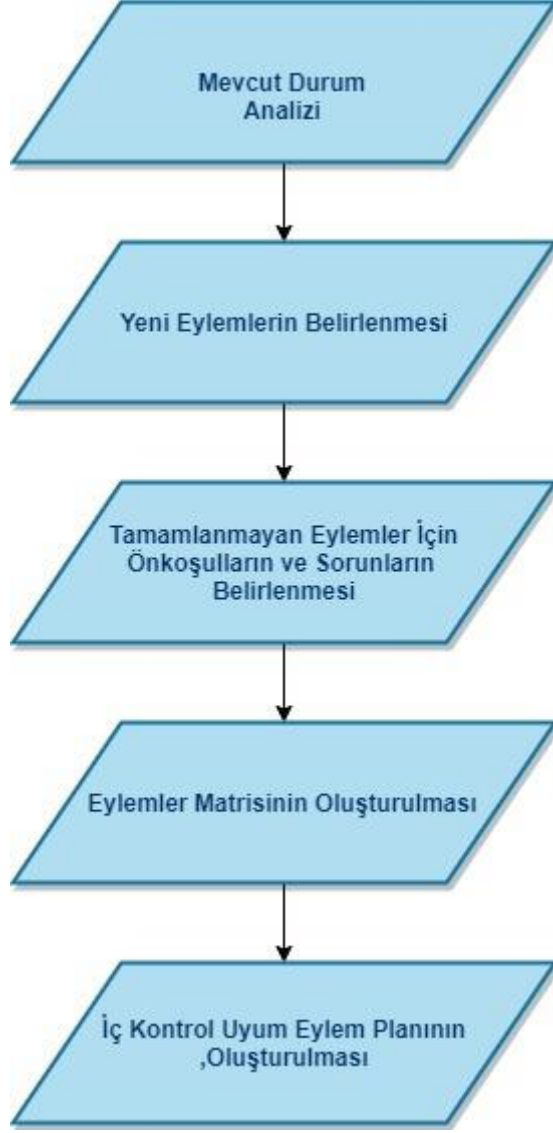 Mevcut Durum
Analizi
Yeni Eylemlerin Belirlenmesi
Tamamlanmayan Eylemler İçin
Önkoşulların ve Sorunların
Belirlenmesi
Eylemler Matrisinin Oluşturulması
İç Kontrol Uyum Eylem Planının
,Oluşturulması